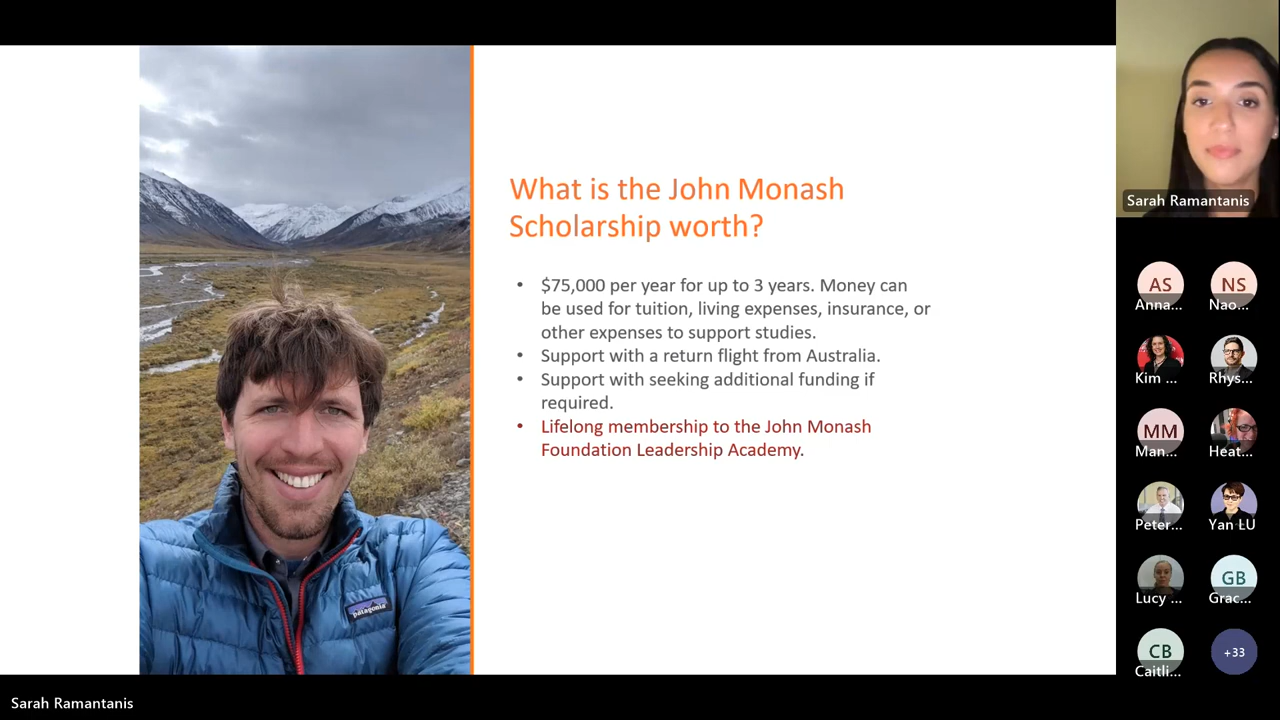 What is the John Monash
Scholarship worth?
• $75,000 per year for up to 3 years. Money can
be used for tuition, living expenses, insurance, or
other expenses to support studies.
• Support with a return flight from Australia.
• Support with seeking additional funding if
required.
• Lifelong membership to the John Monash
Foundation Leadership Academy.
patagonia
Sarah Ramantanis
AS
Anna...
NS
Nao...
Kim ...
Rhys...
MM
Man...
Heat...
Peter...
Yan LU
Lucy ...
GB
Grac...
CB
Caitli...
+33
Sarah Ramantanis